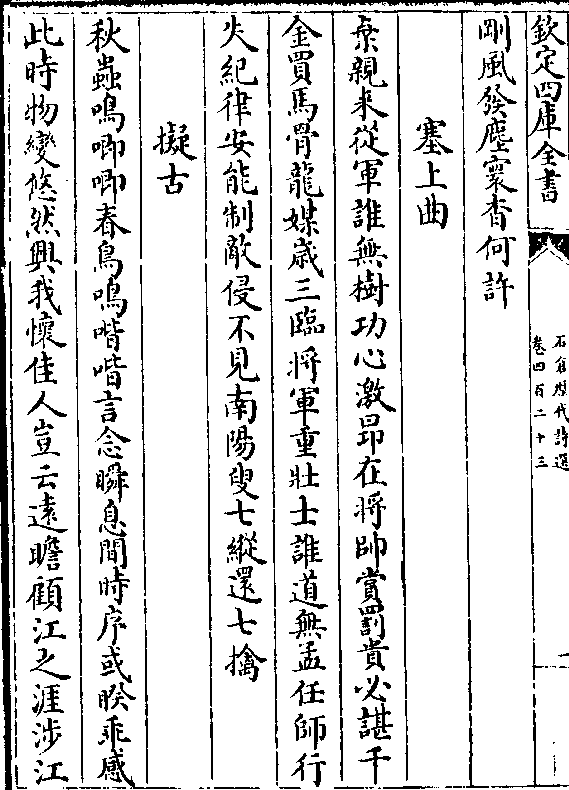 欽定四庫全書
石倉歴代詩選
卷四百二十三
剛風發塵寰杳何許
塞上曲
棄親来從軍誰無樹功心激昻在將帥賞罰貴必諶千
金買馬骨龍媒歳三臨將軍重壯士誰道無孟任師行
失紀律安能制敵侵不見南陽叟七縱還七擒
擬古
秋蟲鳴唧唧春鳥鳴喈喈言念瞬息間時序或睽乖感
此時物變悠然興我懷佳人豈云遠瞻顧江之涯涉江